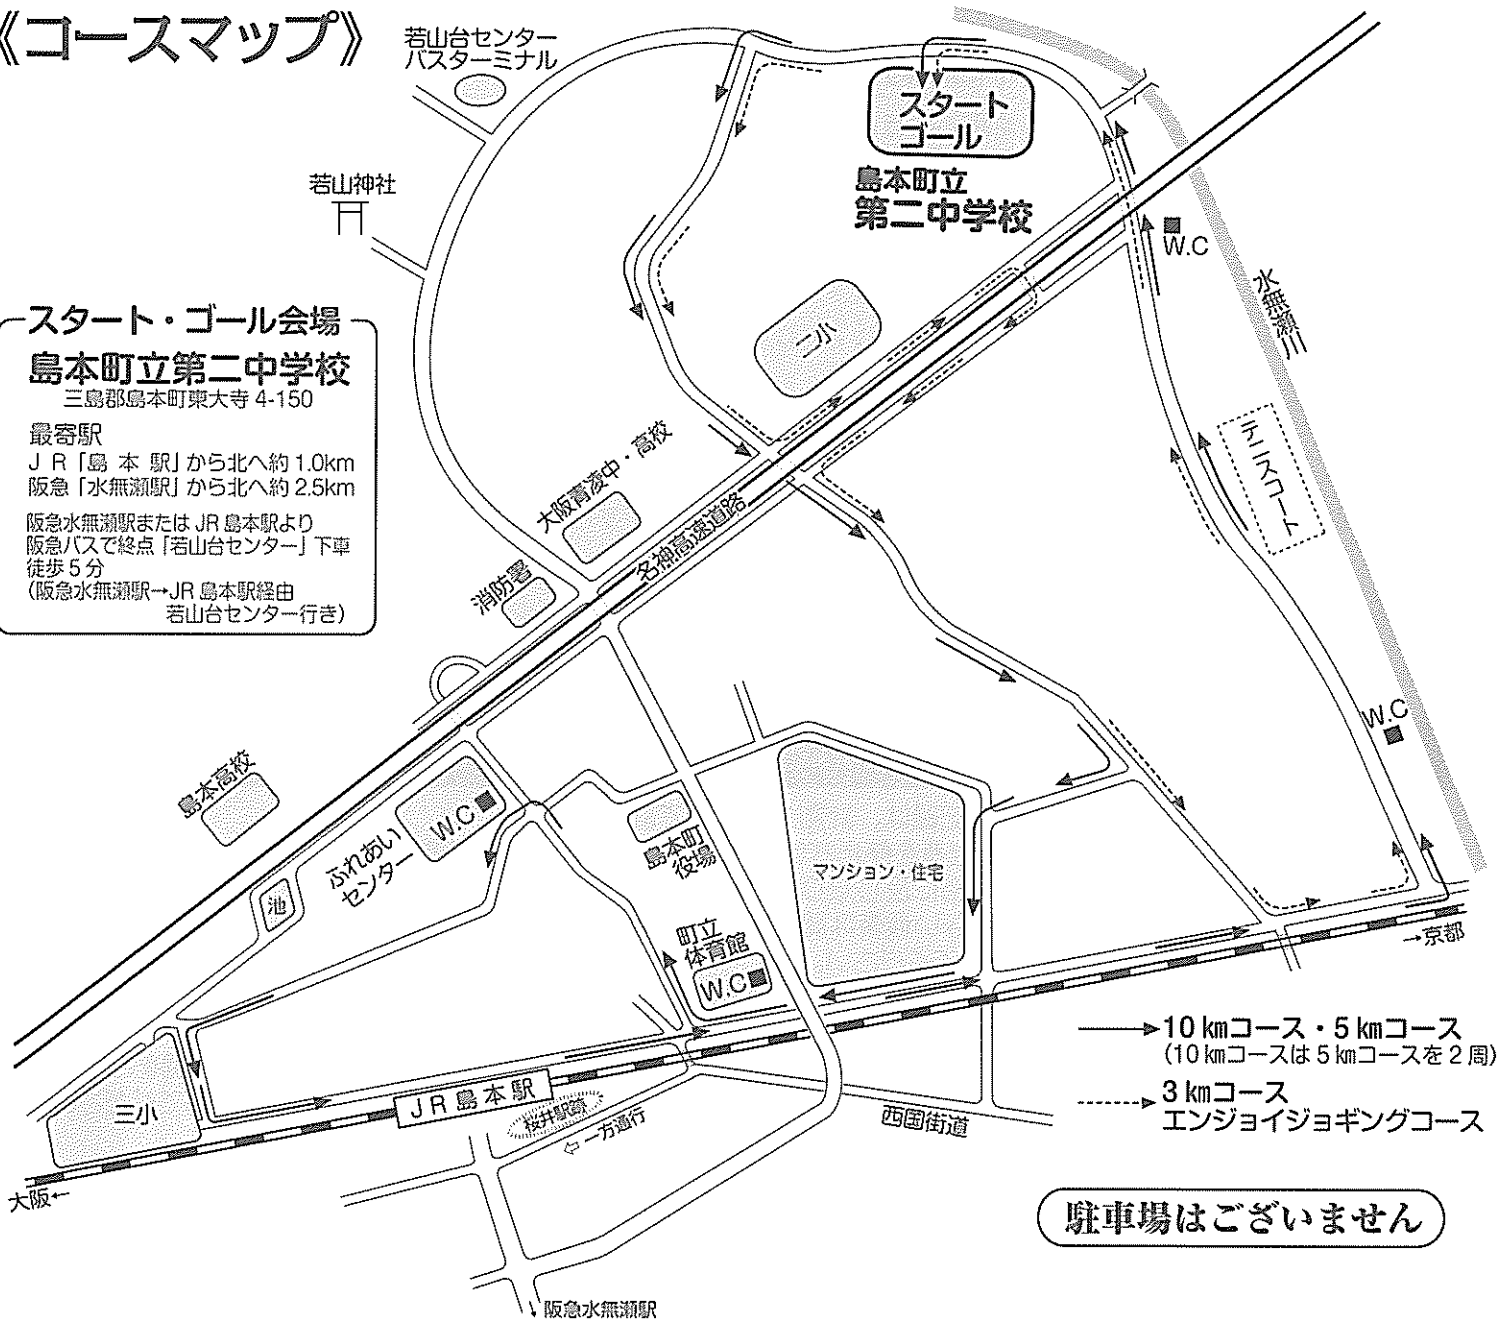 《コースマップ》
若山台センター
バスターミナル
スタート
ゴール
島本町立
第二中学校
若山神社
W.C
水無瀬川
二小
スタート・ゴール会場
島本町立第二中学校
三島郡島本町東大寺 4-150
最寄駅
JR「島本駅」から北へ約 1.0km
阪急「水無瀬駅」から北へ約 2.5km
阪急水無瀬駅または JR 島本駅より
阪急バスで終点「若山台センター」下車
徒歩 5 分
(阪急水無瀬駅→JR 島本駅経由
若山台センター行き)
テニスコート
大阪青凌中・高校
名神高速道路
消防署
W.C
島本高校
ふれあい
センター
W.C
島本町
役場
マンション・住宅
池
町立
体育館
W.C
→京都
三小
JR島本駅
桜井駅跡
⇦一方通行
西国街道
大阪←
10 kmコース・5 kmコース
(10 kmコースは 5 kmコースを 2 周)
3 kmコース
エンジョイジョギングコース
駐車場はございません
阪急水無瀬駅